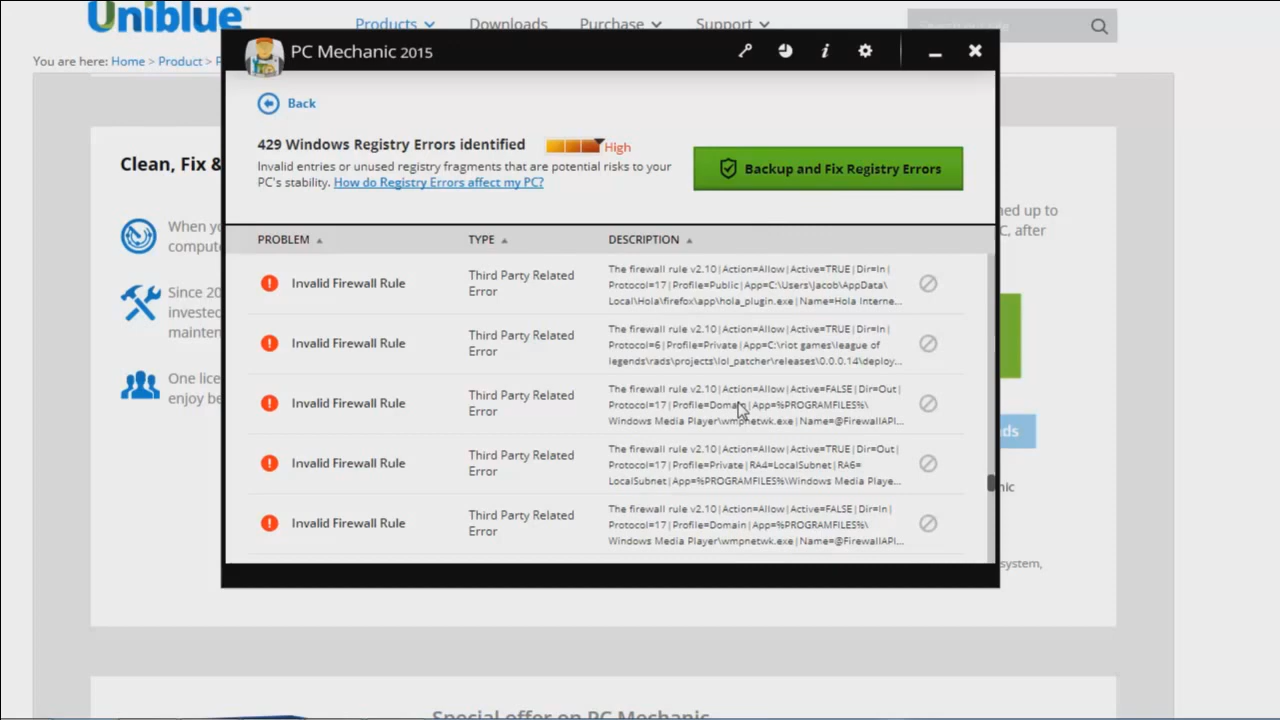 Uniblue™
Products Downloads Purchase Support
You are here: Home > Product > P
PC Mechanic 2015
Back
429 Windows Registry Errors identified High
Invalid entries or unused registry fragments that are potential risks to your
PC's stability. How do Registry Errors affect my PC?
Backup and Fix Registry Errors
PROBLEM TYPE DESCRIPTION
Invalid Firewall Rule
Third Party Related
Error
The firewall rule v2.10|Action=Allow|Active=TRUE|Dir=In|
Protocol=17|Profile=Public|App=C:\Users\Jacob\AppData\
Local\Hola\firefox\app\hola_plugin.exe|Name=Hola Interne...
Invalid Firewall Rule
Third Party Related
Error
The firewall rule v2.10|Action=Allow|Active=TRUE|Dir=In|
Protocol=6|Profile=Private|App=C:\riot games\league of
legends\rads\projects\lol_patcher\releases\0.0.0.14\deploy...
Invalid Firewall Rule
Third Party Related
Error
The firewall rule v2.10|Action=Allow|Active=FALSE|Dir=Out|
Protocol=17|Profile=Domain|App=%PROGRAMFILES%\
Windows Media Player\wmpnetwk.exe|Name=@FirewallAPI...
Invalid Firewall Rule
Third Party Related
Error
The firewall rule v2.10|Action=Allow|Active=TRUE|Dir=Out|
Protocol=17|Profile=Private|RA4=LocalSubnet|RA6=
LocalSubnet|App=%PROGRAMFILES%\Windows Media Playe...
Invalid Firewall Rule
Third Party Related
Error
The firewall rule v2.10|Action=Allow|Active=FALSE|Dir=In|
Protocol=17|Profile=Domain|App=%PROGRAMFILES%\
Windows Media Player\wmpnetwk.exe|Name=@FirewallAPI...
Clean, Fix &
When yo
compute
Since 20
invested
mainten
One lice
enjoy be
ned up to
C, after
ds
nic
system,
Special offer on PC Mechanic